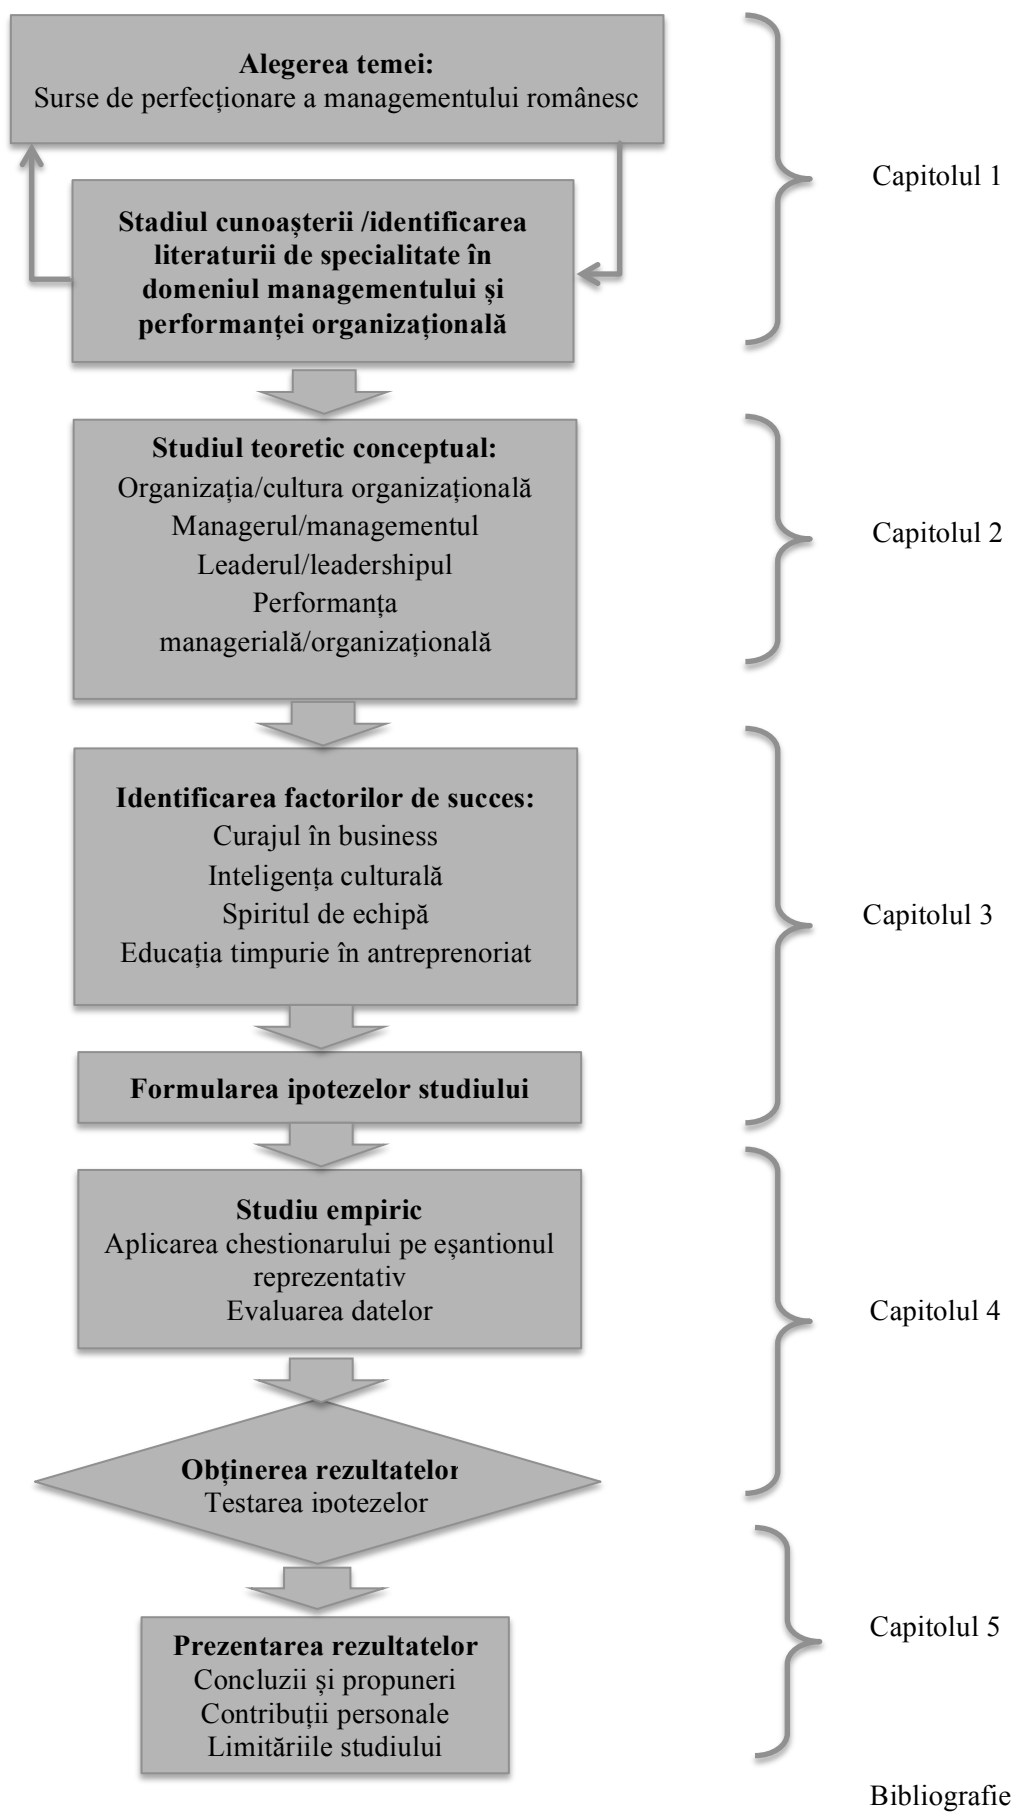 Alegerea temei:
Surse de perfecționare a managementului românesc
Capitolul 1
Stadiul cunoașterii /identificarea
literaturii de specialitate în
domeniul managementului și
performanței organizațională
Studiul teoretic conceptual:
Organizația/cultura organizațională
Managerul/managementul
Leaderul/leadershipul
Performanța
managerială/organizațională
Capitolul 2
Identificarea factorilor de succes:
Curajul în business
Inteligența culturală
Spiritul de echipă
Educația timpurie în antreprenoriat
Capitolul 3
Formularea ipotezelor studiului
Studiu empiric
Aplicarea chestionarului pe eșantionul
reprezentativ
Evaluarea datelor
Capitolul 4
Obținerea rezultatelor
Testarea ipotezelor
Prezentarea rezultatelor
Concluzii și propuneri
Contribuții personale
Limităriile studiului
Capitolul 5
Bibliografie